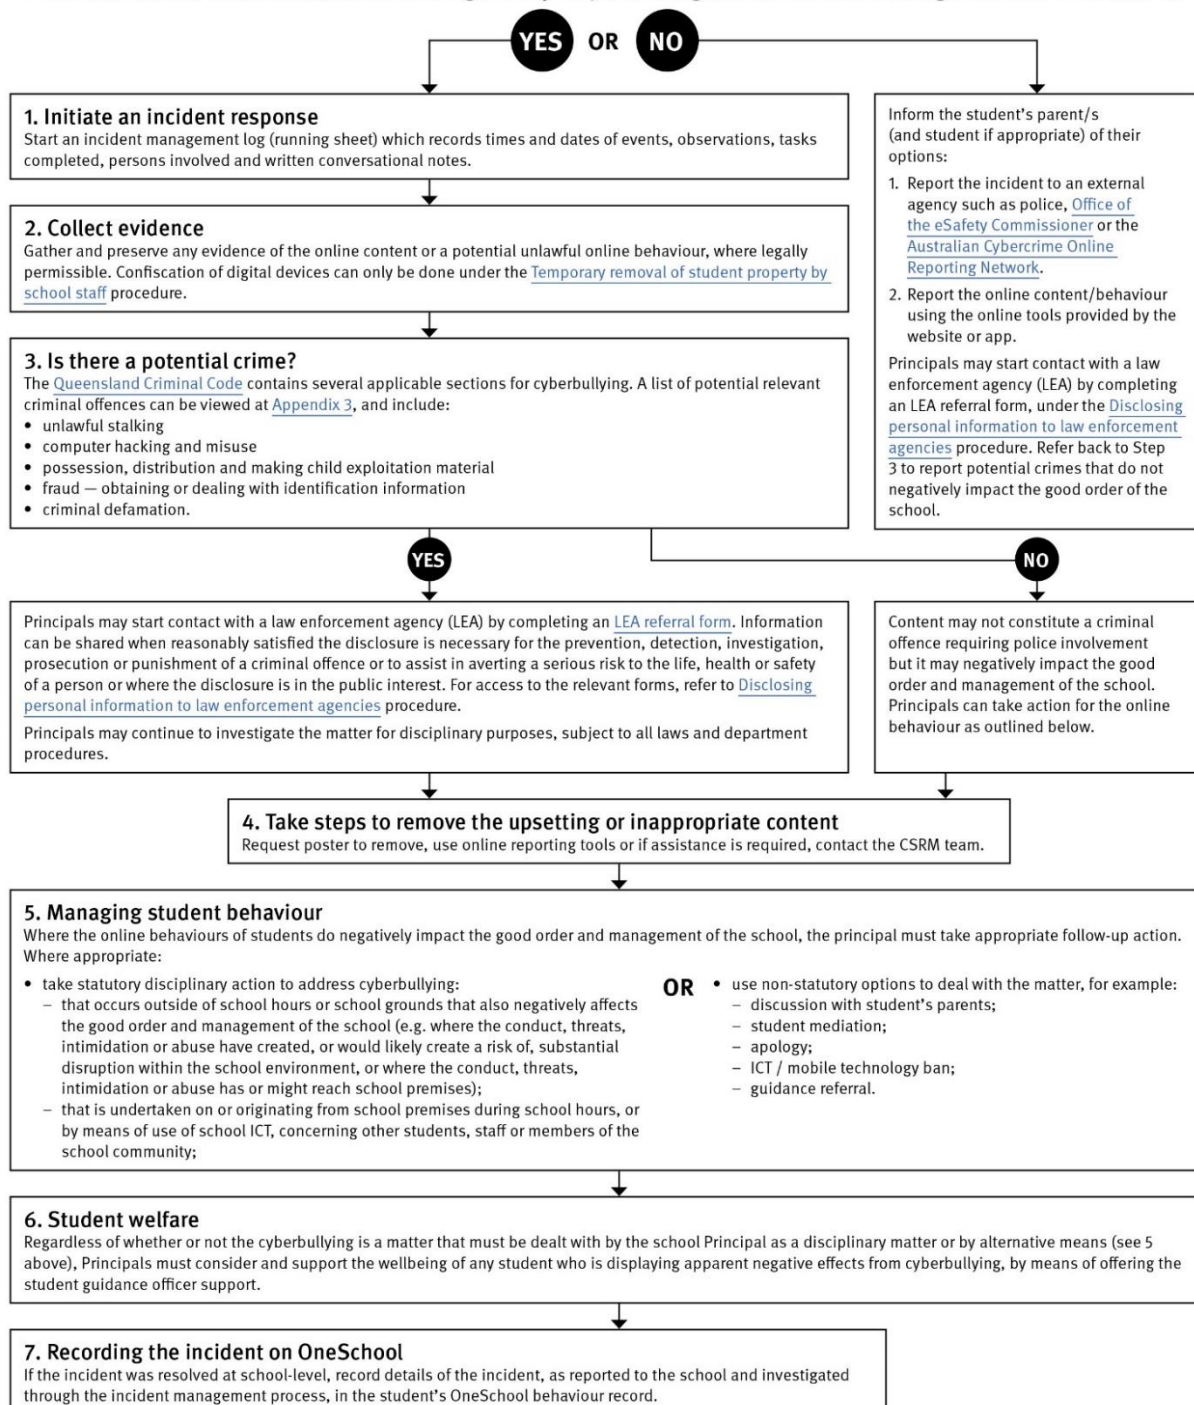 YES OR NO
1. Initiate an incident response
Start an incident management log (running sheet) which records times and dates of events, observations, tasks
completed, persons involved and written conversational notes.
2. Collect evidence
Gather and preserve any evidence of the online content or a potential unlawful online behaviour, where legally
permissible. Confiscation of digital devices can only be done under the Temporary removal of student property by
school staff procedure.
3. Is there a potential crime?
The Queensland Criminal Code contains several applicable sections for cyberbullying. A list of potential relevant
criminal offences can be viewed at Appendix 3, and include:
• unlawful stalking
• computer hacking and misuse
• possession, distribution and making child exploitation material
• fraud — obtaining or dealing with identification information
• criminal defamation.
Inform the student's parent/s
(and student if appropriate) of their
options:
1. Report the incident to an external
agency such as police, Office of
the eSafety Commissioner or the
Australian Cybercrime Online
Reporting Network.
2. Report the online content/behaviour
using the online tools provided by the
website or app.
Principals may start contact with a law
enforcement agency (LEA) by completing
an LEA referral form, under the Disclosing
personal information to law enforcement
agencies procedure. Refer back to Step
3 to report potential crimes that do not
negatively impact the good order of the
school.
YES
NO
Principals may start contact with a law enforcement agency (LEA) by completing an LEA referral form. Information
can be shared when reasonably satisfied the disclosure is necessary for the prevention, detection, investigation,
prosecution or punishment of a criminal offence or to assist in averting a serious risk to the life, health or safety
of a person or where the disclosure is in the public interest. For access to the relevant forms, refer to Disclosing
personal information to law enforcement agencies procedure.
Principals may continue to investigate the matter for disciplinary purposes, subject to all laws and department
procedures.
Content may not constitute a criminal
offence requiring police involvement
but it may negatively impact the good
order and management of the school.
Principals can take action for the online
behaviour as outlined below.
4. Take steps to remove the upsetting or inappropriate content
Request poster to remove, use online reporting tools or if assistance is required, contact the CSRM team.
5. Managing student behaviour
Where the online behaviours of students do negatively impact the good order and management of the school, the principal must take appropriate follow-up action.
Where appropriate:
• take statutory disciplinary action to address cyberbullying:
– that occurs outside of school hours or school grounds that also negatively affects
the good order and management of the school (e.g. where the conduct, threats,
intimidation or abuse have created, or would likely create a risk of, substantial
disruption within the school environment, or where the conduct, threats,
intimidation or abuse has or might reach school premises);
– that is undertaken on or originating from school premises during school hours, or
by means of use of school ICT, concerning other students, staff or members of the
school community;
OR
• use non-statutory options to deal with the matter, for example:
– discussion with student's parents;
– student mediation;
– apology;
– ICT / mobile technology ban;
– guidance referral.
6. Student welfare
Regardless of whether or not the cyberbullying is a matter that must be dealt with by the school Principal as a disciplinary matter or by alternative means (see 5
above), Principals must consider and support the wellbeing of any student who is displaying apparent negative effects from cyberbullying, by means of offering the
student guidance officer support.
7. Recording the incident on OneSchool
If the incident was resolved at school-level, record details of the incident, as reported to the school and investigated
through the incident management process, in the student's OneSchool behaviour record.